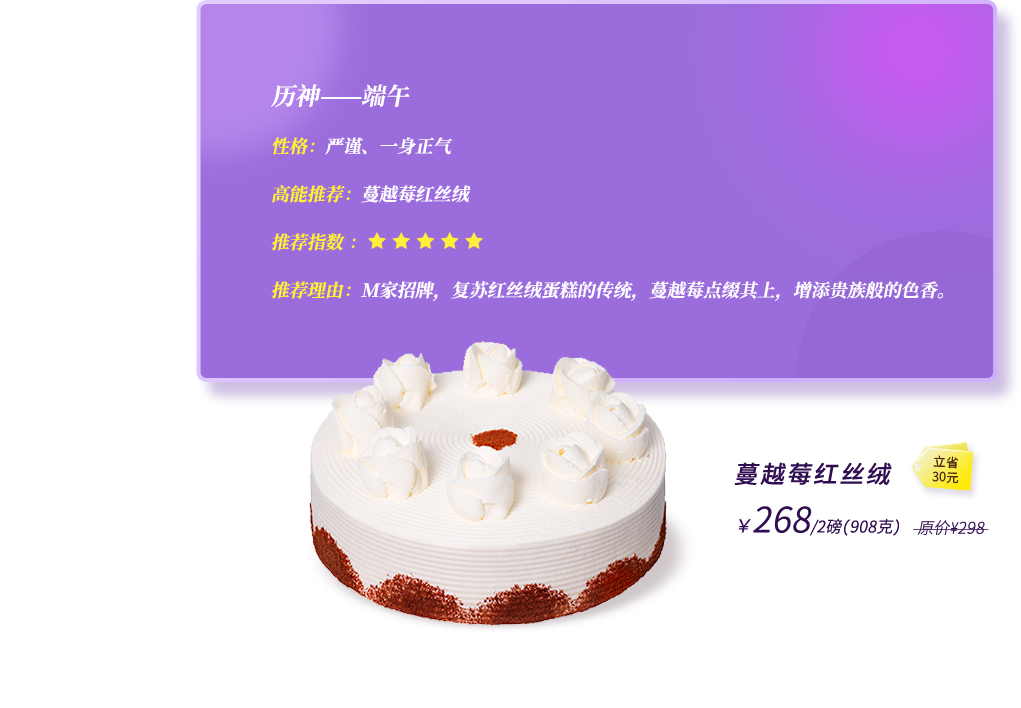 历神——端午
性格：严谨、一身正气
高能推荐：蔓越莓红丝绒
推荐指数：★★★★★
推荐理由：M家招牌，复苏红丝绒蛋糕的传统，蔓越莓点缀其上，增添贵族般的色香。
蔓越莓红丝绒
立省
30元
￥268/2磅(908克) 原价¥298